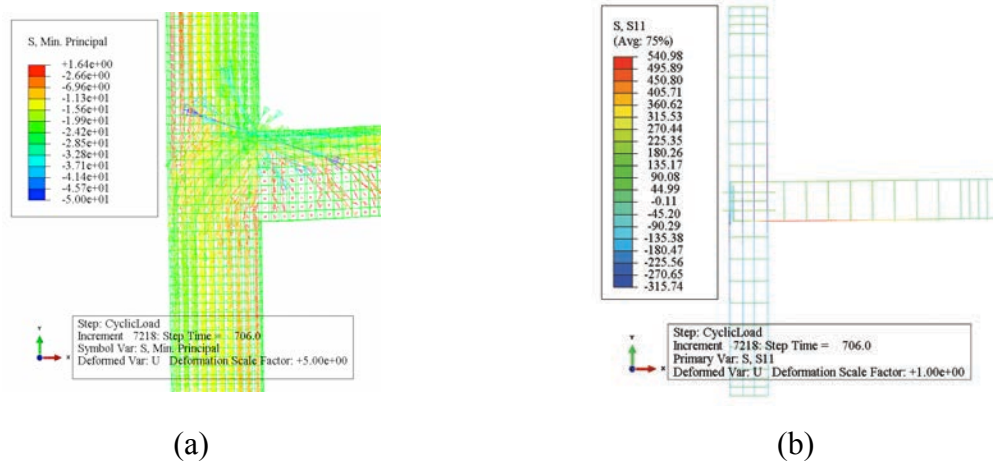 S, Min. Principal
+1.64e+00
-2.66e+00
-6.96e+00
-1.13e+01
-1.56e+01
-1.99e+01
-2.42e+01
-2.85e+01
-3.28e+01
-3.71e+01
-4.14e+01
-4.57e+01
-5.00e+01
Y
X
Step: CyclicLoad
Increment 7218: Step Time = 706.0
Symbol Var: S, Min. Principal
Deformed Var: U Deformation Scale Factor: +5.00e+00
(a)
S, S11
(Avg: 75%)
540.98
495.89
450.80
405.71
360.62
315.53
270.44
225.35
180.26
135.17
90.08
44.99
-0.11
-45.20
-90.29
-135.38
-180.47
-225.56
-270.65
-315.74
Y
X
Step: CyclicLoad
Increment 7218: Step Time = 706.0
Primary Var: S, S11
Deformed Var: U Deformation Scale Factor: +1.00e+00
(b)